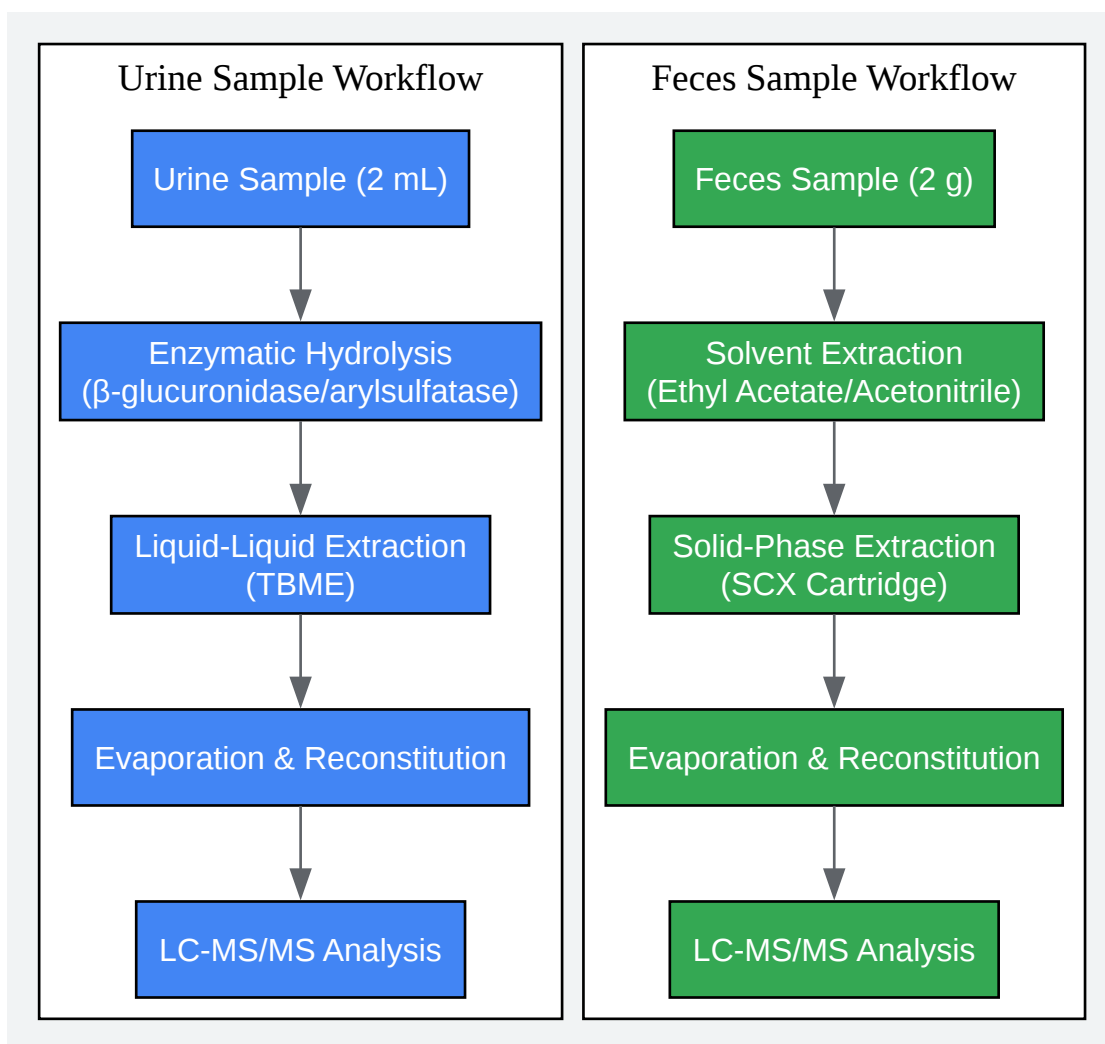 Urine Sample Workflow
Urine Sample (2 mL)
Enzymatic Hydrolysis
(β-glucuronidase/arylsulfatase)
Liquid-Liquid Extraction
(TBME)
Evaporation & Reconstitution
LC-MS/MS Analysis
Feces Sample Workflow
Feces Sample (2 g)
Solvent Extraction
(Ethyl Acetate/Acetonitrile)
Solid-Phase Extraction
(SCX Cartridge)
Evaporation & Reconstitution
LC-MS/MS Analysis